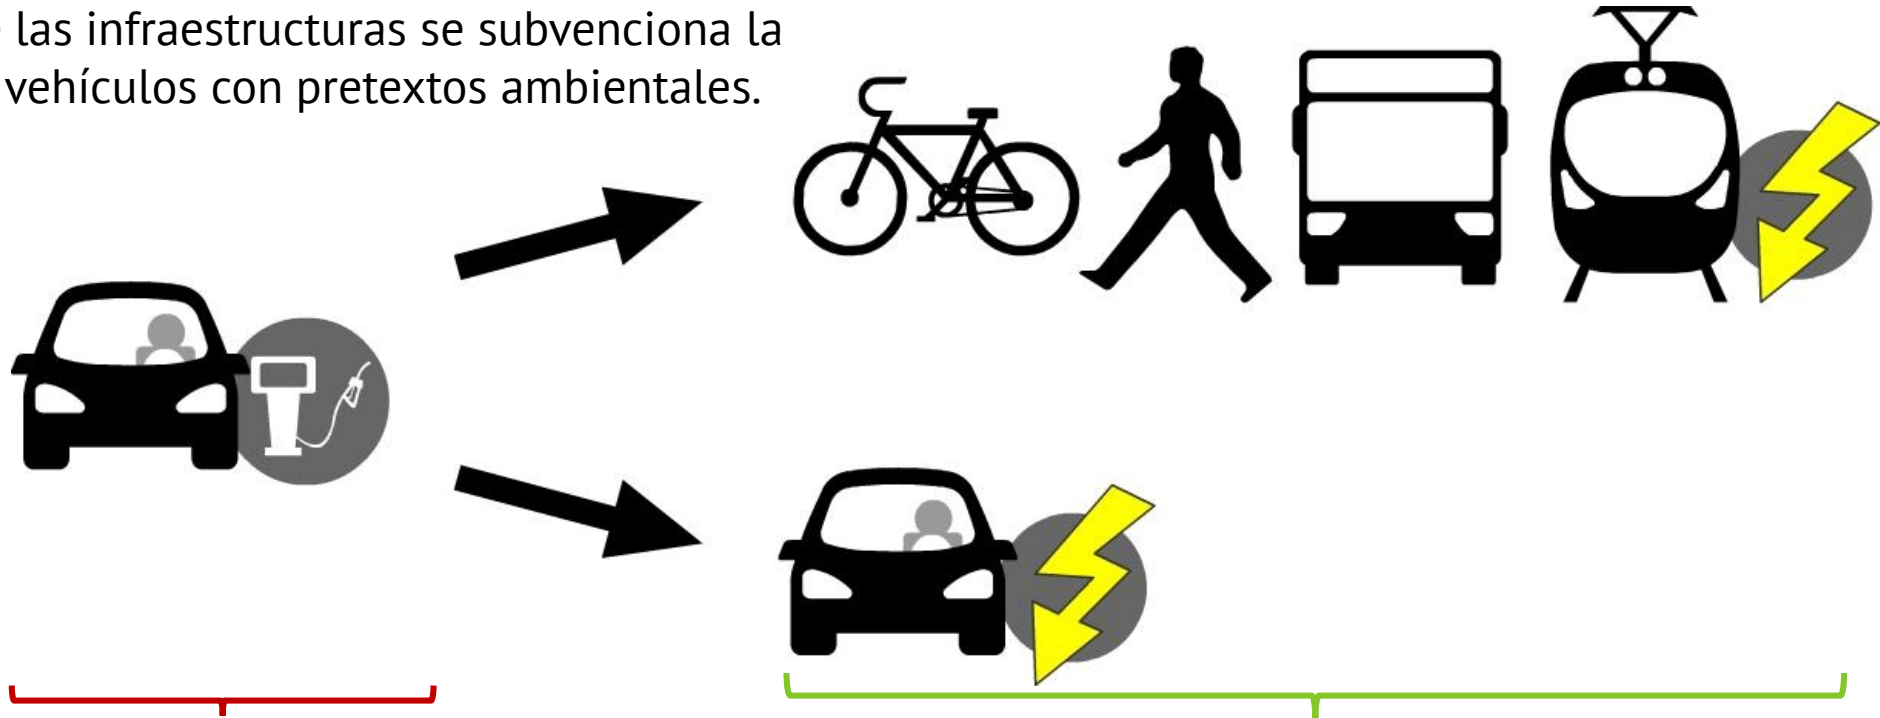 las infraestructuras se subvenciona la
vehículos con pretextos ambientales.